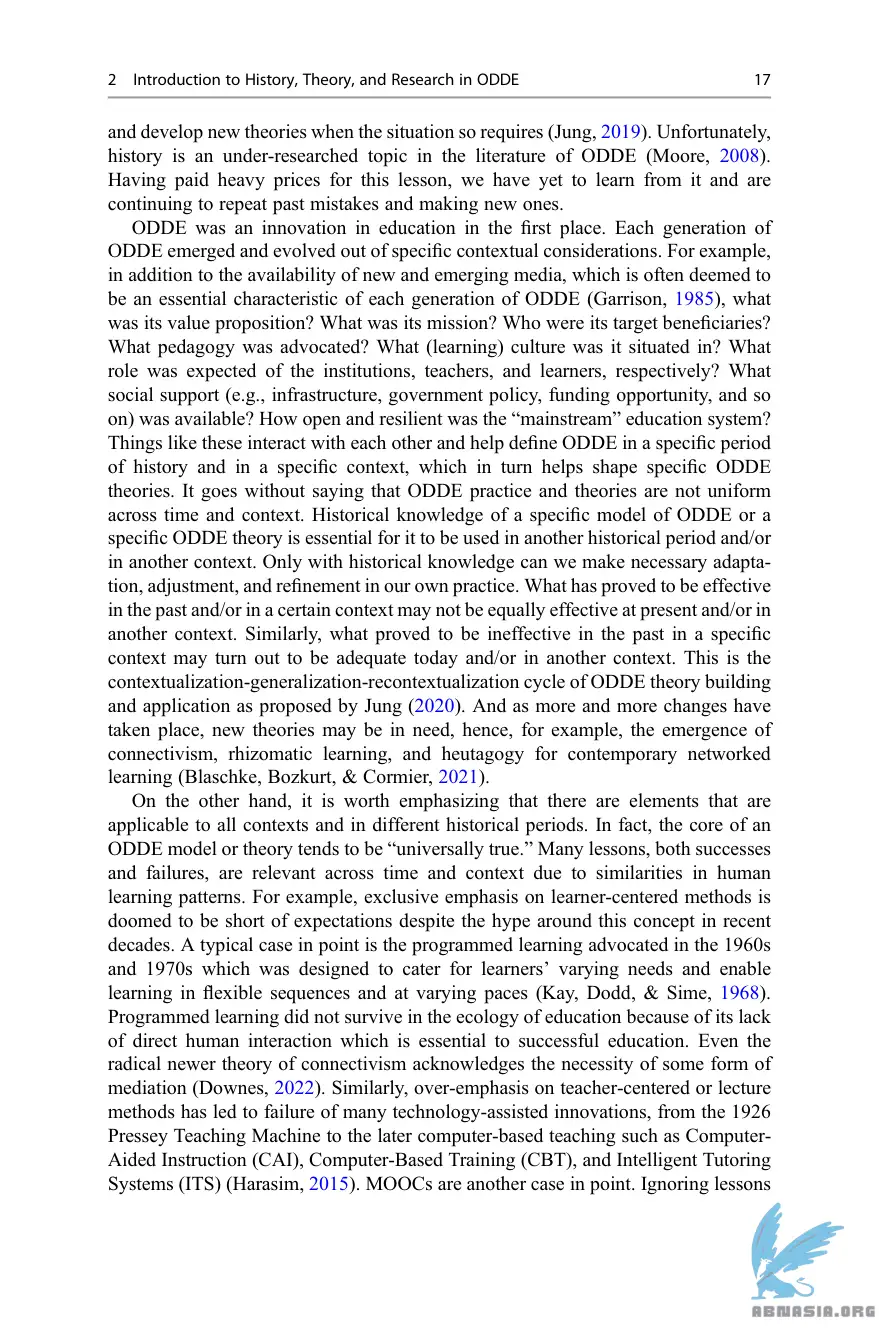 2 Introduction to History, Theory, and Research in ODDE 17
and develop new theories when the situation so requires (Jung, 2019). Unfortunately,
history is an under-researched topic in the literature of ODDE (Moore, 2008).
Having paid heavy prices for this lesson, we have yet to learn from it and are
continuing to repeat past mistakes and making new ones.
ODDE was an innovation in education in the first place. Each generation of
ODDE emerged and evolved out of specific contextual considerations. For example,
in addition to the availability of new and emerging media, which is often deemed to
be an essential characteristic of each generation of ODDE (Garrison, 1985), what
was its value proposition? What was its mission? Who were its target beneficiaries?
What pedagogy was advocated? What (learning) culture was it situated in? What
role was expected of the institutions, teachers, and learners, respectively? What
social support (e.g., infrastructure, government policy, funding opportunity, and so
on) was available? How open and resilient was the “mainstream” education system?
Things like these interact with each other and help define ODDE in a specific period
of history and in a specific context, which in turn helps shape specific ODDE
theories. It goes without saying that ODDE practice and theories are not uniform
across time and context. Historical knowledge of a specific model of ODDE or a
specific ODDE theory is essential for it to be used in another historical period and/or
in another context. Only with historical knowledge can we make necessary adapta-
tion, adjustment, and refinement in our own practice. What has proved to be effective
in the past and/or in a certain context may not be equally effective at present and/or in
another context. Similarly, what proved to be ineffective in the past in a specific
context may turn out to be adequate today and/or in another context. This is the
contextualization-generalization-recontextualization cycle of ODDE theory building
and application as proposed by Jung (2020). And as more and more changes have
taken place, new theories may be in need, hence, for example, the emergence of
connectivism, rhizomatic learning, and heutagogy for contemporary networked
learning (Blaschke, Bozkurt, & Cormier, 2021).
On the other hand, it is worth emphasizing that there are elements that are
applicable to all contexts and in different historical periods. In fact, the core of an
ODDE model or theory tends to be “universally true.” Many lessons, both successes
and failures, are relevant across time and context due to similarities in human
learning patterns. For example, exclusive emphasis on learner-centered methods is
doomed to be short of expectations despite the hype around this concept in recent
decades. A typical case in point is the programmed learning advocated in the 1960s
and 1970s which was designed to cater for learners’ varying needs and enable
learning in flexible sequences and at varying paces (Kay, Dodd, & Sime, 1968).
Programmed learning did not survive in the ecology of education because of its lack
of direct human interaction which is essential to successful education. Even the
radical newer theory of connectivism acknowledges the necessity of some form of
mediation (Downes, 2022). Similarly, over-emphasis on teacher-centered or lecture
methods has led to failure of many technology-assisted innovations, from the 1926
Pressey Teaching Machine to the later computer-based teaching such as Computer-
Aided Instruction (CAI), Computer-Based Training (CBT), and Intelligent Tutoring
Systems (ITS) (Harasim, 2015). MOOCs are another case in point. Ignoring lessons
ABNASIA.ORG